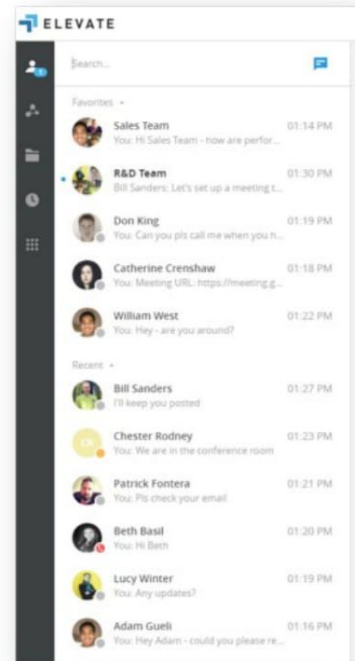 ELEVATE
Search...
1
Favorites
Sales Team 01:14 PM
You: Hi Sales Team - how are perfor...
R&D Team 01:30 PM
Bill Sanders: Let's set up a meeting t...
Don King 01:19 PM
You: Can you pls call me when you h...
Catherine Crenshaw 01:18 PM
You: Meeting URL: https://meeting.g...
William West 01:22 PM
You: Hey - are you around?
Recent
Bill Sanders 01:27 PM
I'll keep you posted
CR
Chester Rodney 01:23 PM
You: We are in the conference room
Patrick Fontera 01:21 PM
You: Pls check your email
Beth Basil 01:20 PM
You: Hi Beth
Lucy Winter 01:19 PM
You: Any updates?
Adam Gueli 01:16 PM
You: Hey Adam - could you please re...